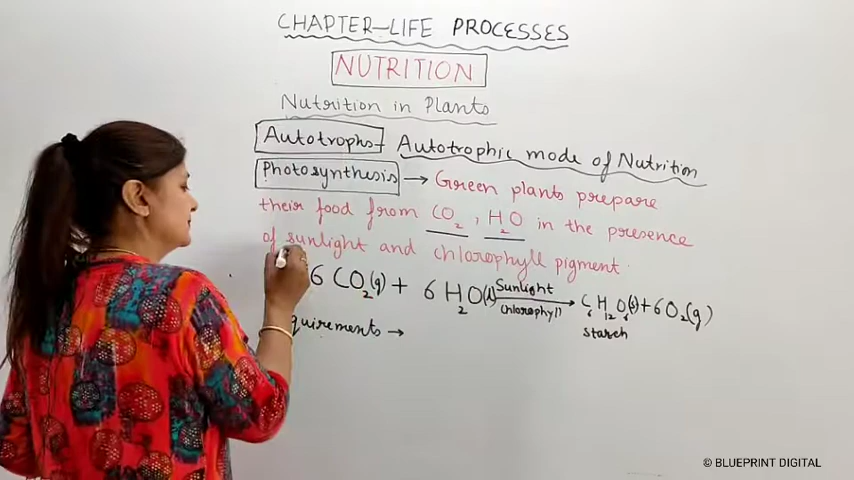 CHAPTER-LIFE PROCESSES
NUTRITION
Nutrition in Plants
Autotrophs - Autotrophic mode of Nutrition
Photosynthesis → Green plants prepare
their food from CO2, H2O in the presence
of sunlight and chlorophyll pigment.
6 CO2(g) + 6 H2O(l) Sunlight Chlorophyll → C6H12O6(s) + 6O2(g)
starch
quirements →
© BLUEPRINT DIGITAL